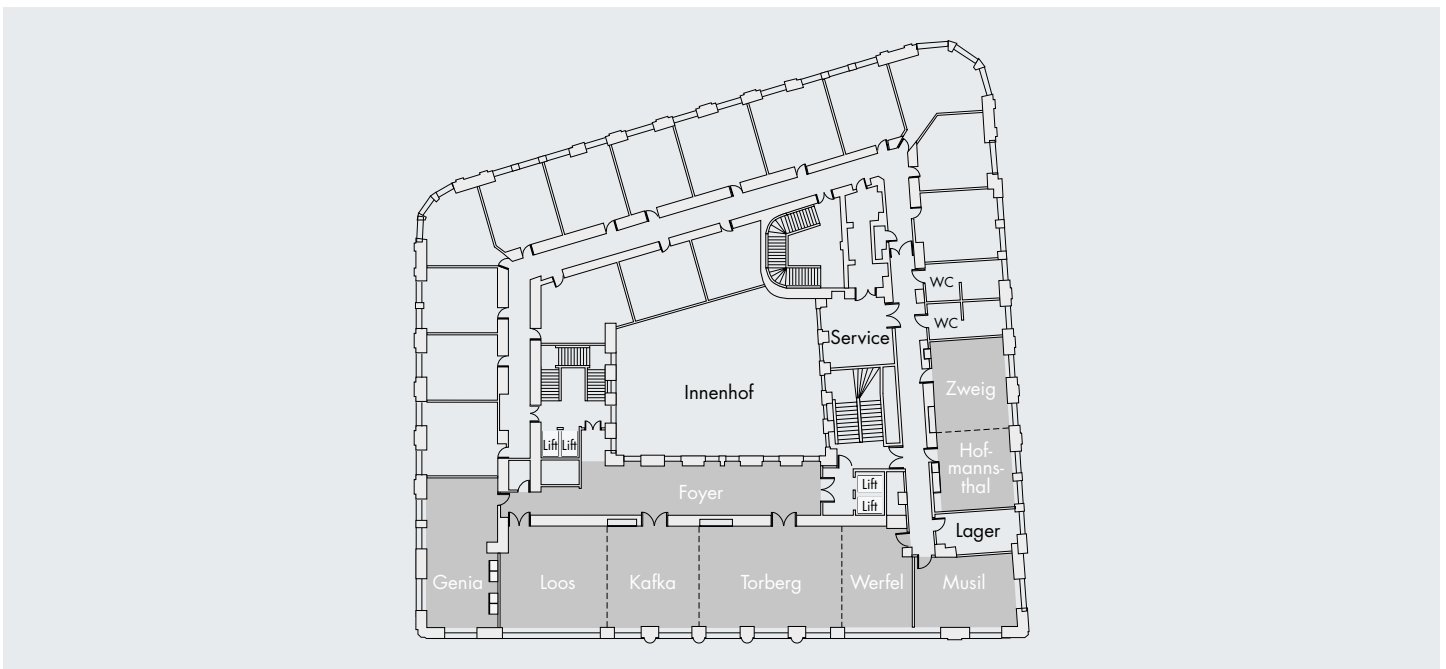 WC
WC
Service
Innenhof
Zweig
Lift
Lift
Hof-
manns-
thal
Lift
Foyer
Lift
Lager
Genia
Loos
Kafka
Torberg
Werfel
Musil